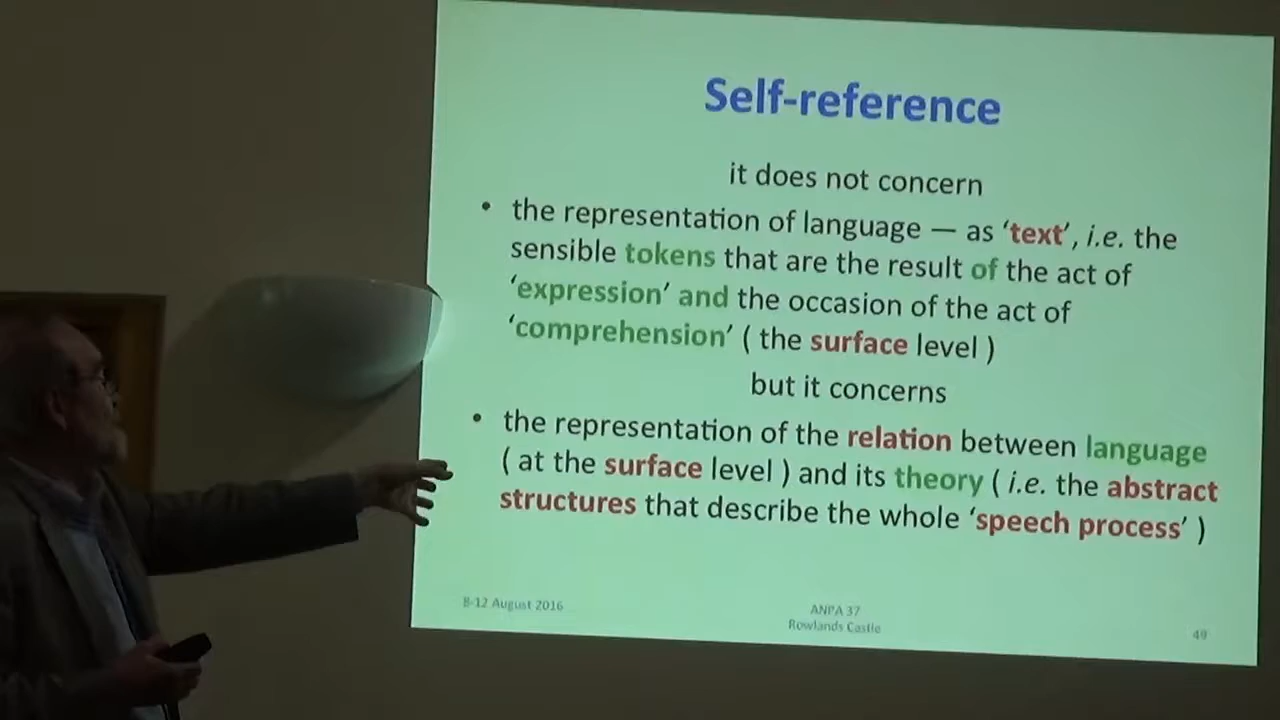 Self-reference
it does not concern
• the representation of language — as ‘text’, i.e. the
sensible tokens that are the result of the act of
‘expression’ and the occasion of the act of
‘comprehension’ ( the surface level )
but it concerns
• the representation of the relation between language
( at the surface level ) and its theory ( i.e. the abstract
structures that describe the whole ‘speech process’ )
8-12 August 2016
ANPA 37
Rowlands Castle
49